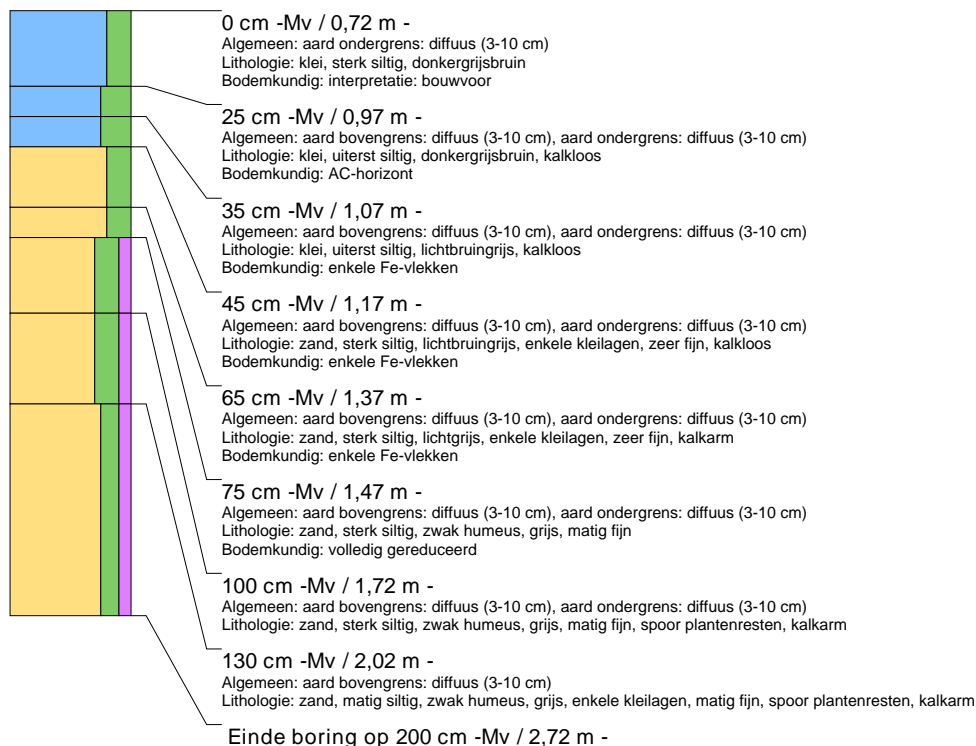 0 cm -Mv / 0,72 m -
Algemeen: aard ondergrens: diffuus (3-10 cm)
Lithologie: klei, sterk siltig, donkergrijsbruin
Bodemkundig: interpretatie: bouwvoor
25 cm -Mv / 0,97 m -
Algemeen: aard bovengrens: diffuus (3-10 cm), aard ondergrens: diffuus (3-10 cm)
Lithologie: klei, uiterst siltig, donkergrijsbruin, kalkloos
Bodemkundig: AC-horizont
35 cm -Mv / 1,07 m -
Algemeen: aard bovengrens: diffuus (3-10 cm), aard ondergrens: diffuus (3-10 cm)
Lithologie: klei, uiterst siltig, lichtbruingrijs, kalkloos
Bodemkundig: enkele Fe-vlekken
45 cm -Mv / 1,17 m -
Algemeen: aard bovengrens: diffuus (3-10 cm), aard ondergrens: diffuus (3-10 cm)
Lithologie: zand, sterk siltig, lichtbruingrijs, enkele kleilagen, zeer fijn, kalkloos
Bodemkundig: enkele Fe-vlekken
65 cm -Mv / 1,37 m -
Algemeen: aard bovengrens: diffuus (3-10 cm), aard ondergrens: diffuus (3-10 cm)
Lithologie: zand, sterk siltig, lichtgrijs, enkele kleilagen, zeer fijn, kalkarm
Bodemkundig: enkele Fe-vlekken
75 cm -Mv / 1,47 m -
Algemeen: aard bovengrens: diffuus (3-10 cm), aard ondergrens: diffuus (3-10 cm)
Lithologie: zand, sterk siltig, zwak humeus, grijs, matig fijn
Bodemkundig: volledig gereduceerd
100 cm -Mv / 1,72 m -
Algemeen: aard bovengrens: diffuus (3-10 cm), aard ondergrens: diffuus (3-10 cm)
Lithologie: zand, sterk siltig, zwak humeus, grijs, matig fijn, spoor plantenresten, kalkarm
130 cm -Mv / 2,02 m -
Algemeen: aard bovengrens: diffuus (3-10 cm)
Lithologie: zand, matig siltig, zwak humeus, grijs, enkele kleilagen, matig fijn, spoor plantenresten, kalkarm
Einde boring op 200 cm -Mv / 2,72 m -